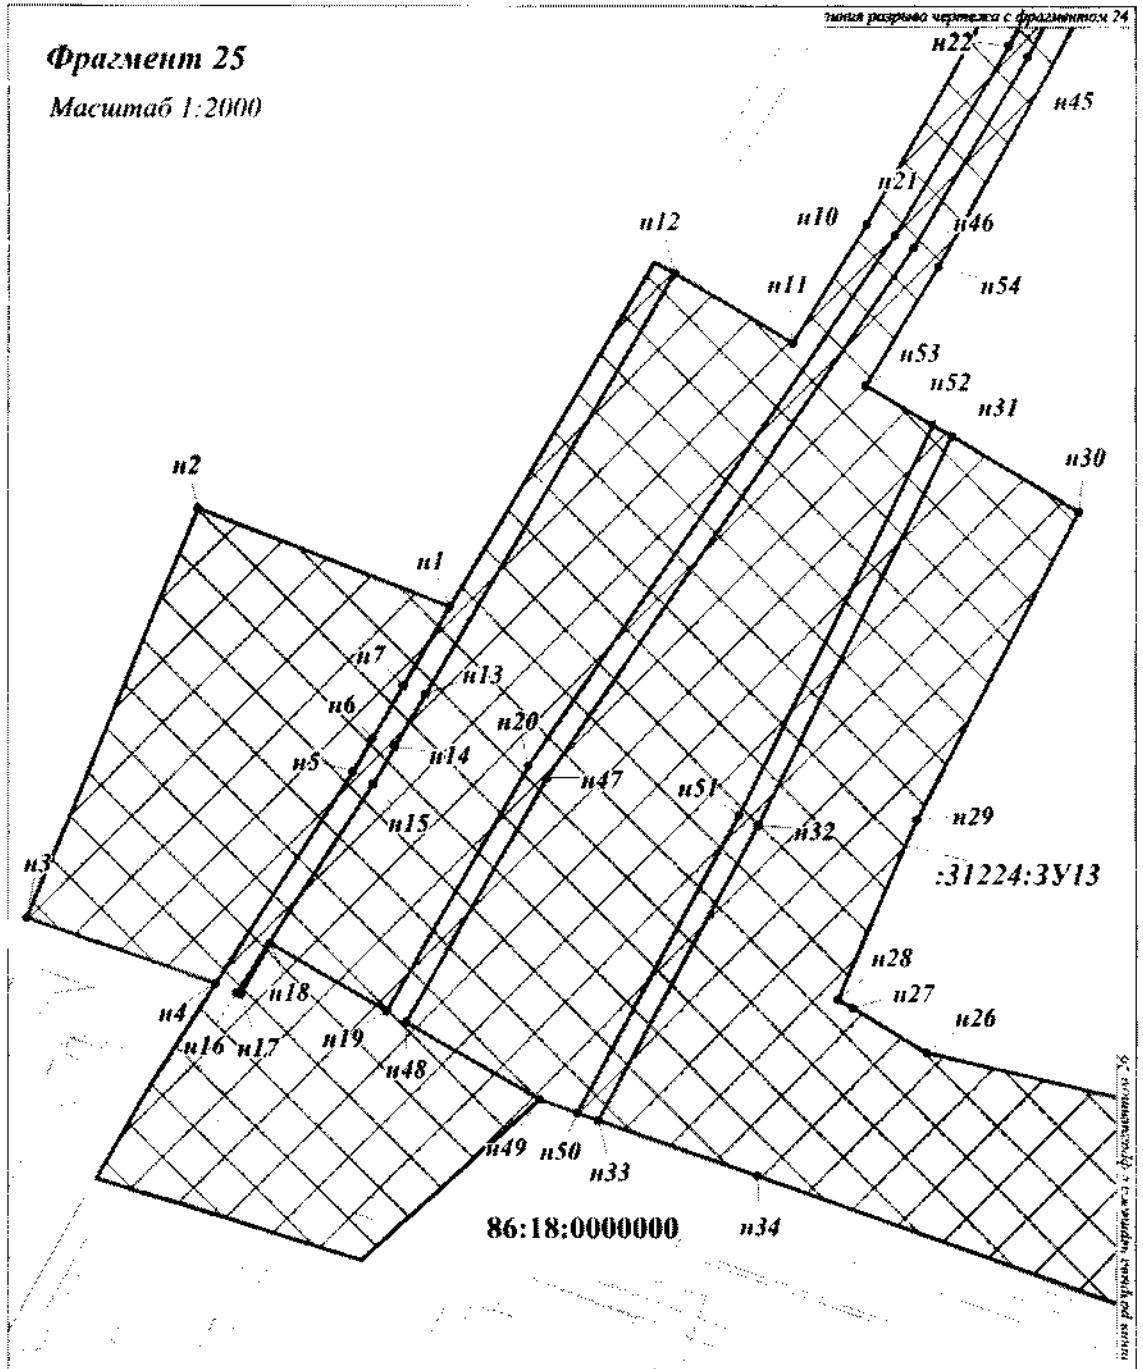 линия разрыва чертежа с фрагментом 24
Фрагмент 25
Масштаб 1:2000
н22
н45
н21
н10
н12
н46
н11
н54
н53
н52
н31
н30
н2
н1
н7
н13
н6
н14
н20
н5
н47
н51
н15
н32
н29
н3
:31224:ЗУ13
н28
н27
н18
н4
н26
н16
н17
н19
н48
н49
н50
н33
н34
86:18:0000000
линия разрыва чертежа с фрагментом 26